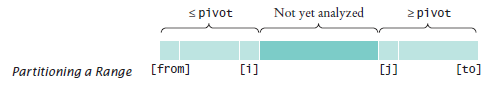 ≤ pivot Not yet analyzed ≥ pivot
Partitioning a Range [from] [i] [j] [to]